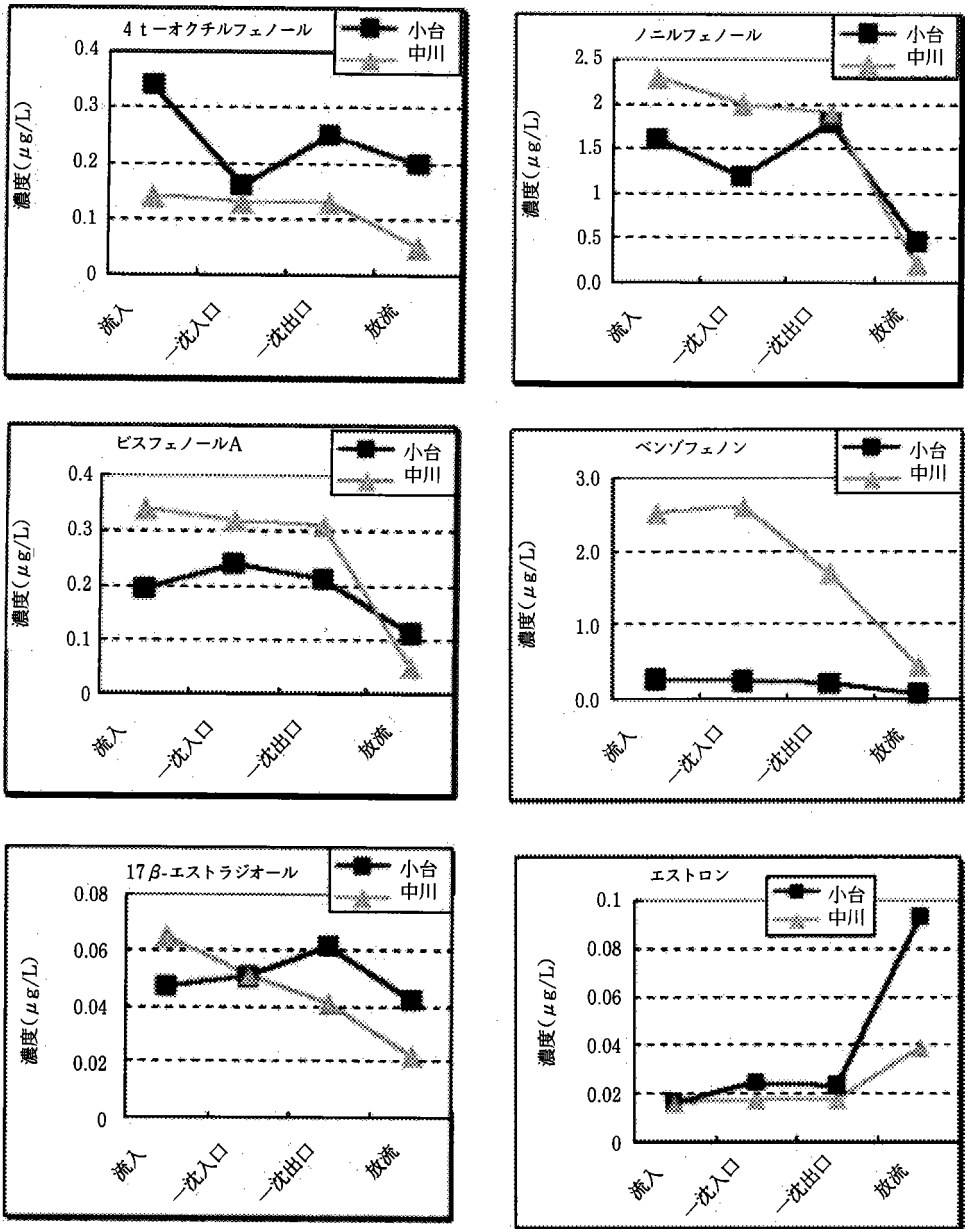 4t-オクチルフェノール
小台
中川
濃度(μg/L)
0.4
0.3
0.2
0.1
0
流入
一沈入口
一沈出口
放流
ノニルフェノール
小台
中川
濃度(μg/L)
2.5
2
1.5
1
0.5
0.0
流入
一沈入口
一沈出口
放流
ビスフェノールA
小台
中川
濃度(μg/L)
0.4
0.3
0.2
0.1
0
流入
一沈入口
一沈出口
放流
ベンゾフェノン
小台
中川
濃度(μg/L)
3.0
2.0
1.0
0.0
流入
一沈入口
一沈出口
放流
17β-エストラジオール
小台
中川
濃度(μg/L)
0.08
0.06
0.04
0.02
0
流入
一沈入口
一沈出口
放流
エストロン
小台
中川
濃度(μg/L)
0.1
0.08
0.06
0.04
0.02
0
流入
一沈入口
一沈出口
放流